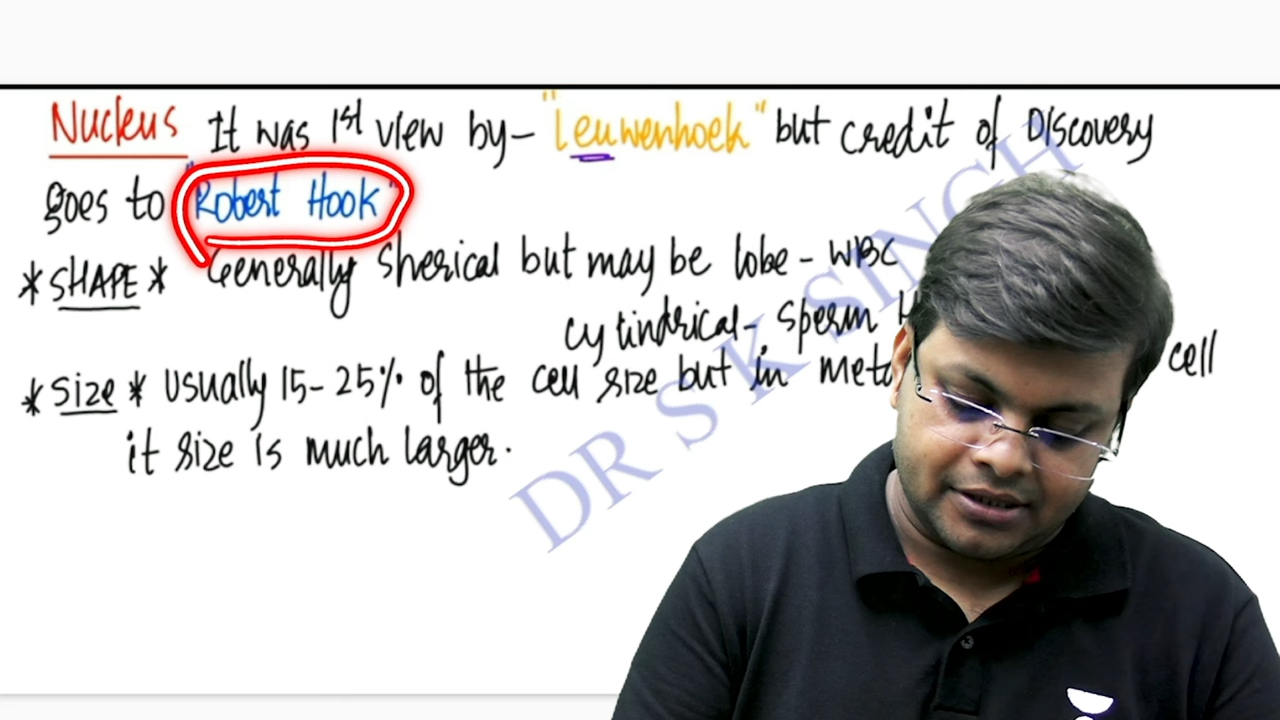 Nucleus It was 1st view by- "Leuwenhoek" but credit of Discovery
goes to "Robert Hook"
*SHAPE* Generally Sherical but may be lobe - WBC
Cylindrical - Sperm
*Size* Usually 15-25% of the cell size but in cell
it size is much larger.
DR S K SINGH